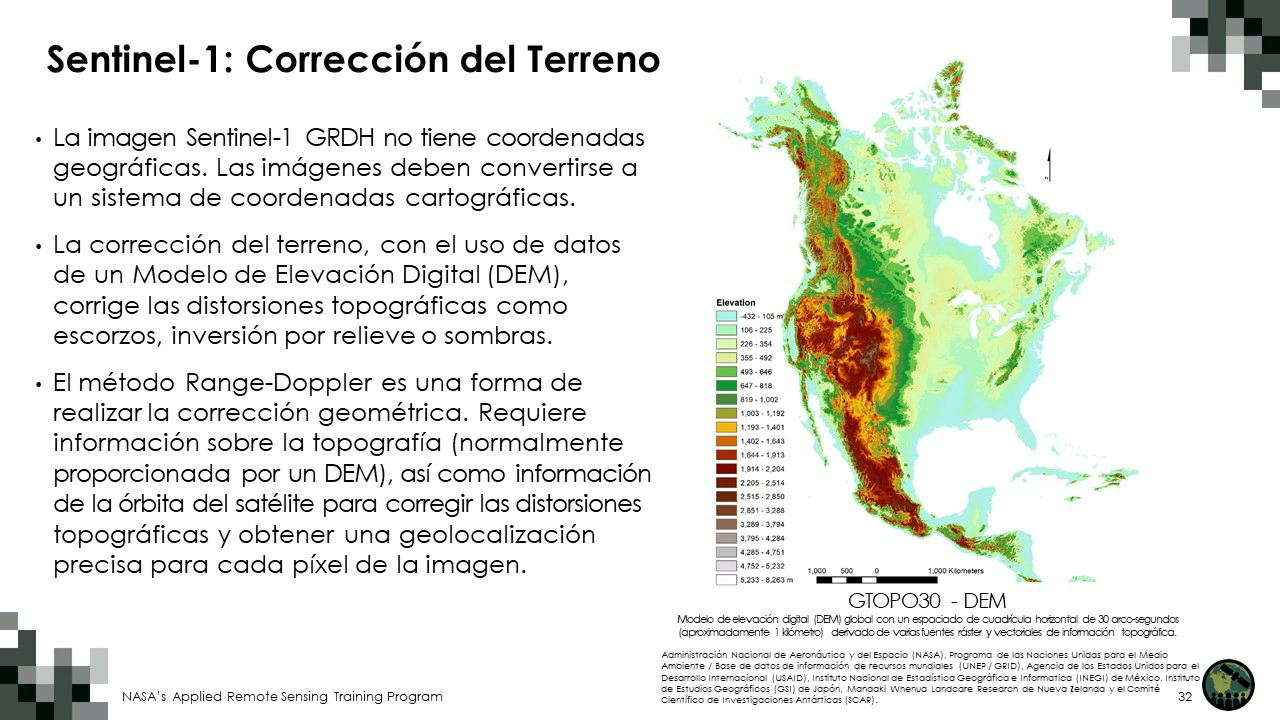 Sentinel-1: Corrección del Terreno
• La imagen Sentinel-1 GRDH no tiene coordenadas
geográficas. Las imágenes deben convertirse a
un sistema de coordenadas cartográficas.
• La corrección del terreno, con el uso de datos
de un Modelo de Elevación Digital (DEM),
corrige las distorsiones topográficas como
escorzos, inversión por relieve o sombras.
• El método Range-Doppler es una forma de
realizar la corrección geométrica. Requiere
información sobre la topografía (normalmente
proporcionada por un DEM), así como información
de la órbita del satélite para corregir las distorsiones
topográficas y obtener una geolocalización
precisa para cada píxel de la imagen.
Elevation
-432 - 105 m
106 - 225
226 - 354
355 - 492
493 - 646
647 - 818
819 - 1,002
1,003 - 1,192
1,193 - 1,401
1,402 - 1,643
1,644 - 1,913
1,914 - 2,204
2,205 - 2,514
2,515 - 2,850
2,851 - 3,288
3,289 - 3,794
3,795 - 4,284
4,285 - 4,751
4,752 - 5,232
5,233 - 8,263 m
1,000 500 0 1,000 Kilometers
GTOPO30 - DEM
Modelo de elevación digital (DEM) global con un espaciado de cuadrícula horizontal de 30 arco-segundos
(aproximadamente 1 kilómetro) derivado de varias fuentes ráster y vectoriales de información topográfica.
Administración Nacional de Aeronáutica y del Espacio (NASA), Programa de las Naciones Unidas para el Medio
Ambiente / Base de datos de información de recursos mundiales (UNEP / GRID), Agencia de los Estados Unidos para el
Desarrollo Internacional (USAID), Instituto Nacional de Estadística Geográfica e Informatica (INEGI) de México, Instituto
de Estudios Geográficos (GSI) de Japón, Manaaki Whenua Landcare Research de Nueva Zelanda y el Comité
Científico de Investigaciones Antárticas (SCAR).
NASA's Applied Remote Sensing Training Program
32